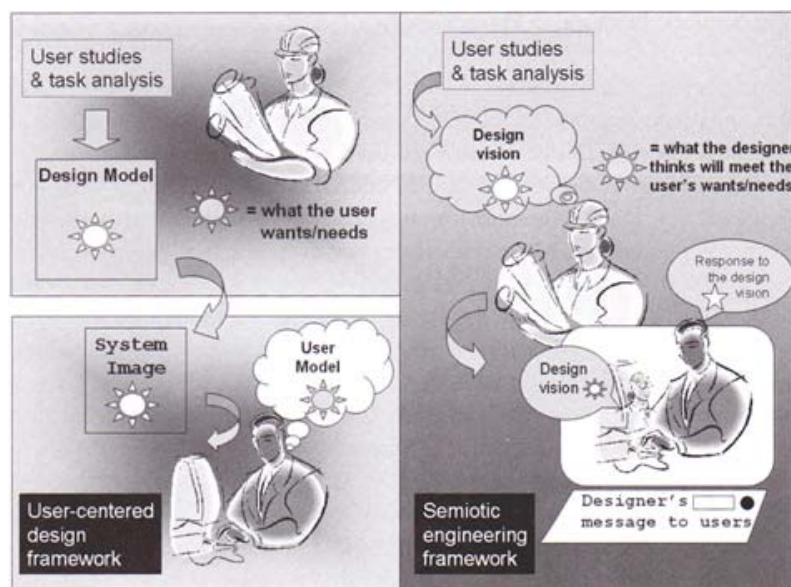 User studies
& task analysis
Design Model
= what the user
wants/needs
System
Image
User
Model
User-centered
design
framework
User studies
& task analysis
Design
vision
= what the designer
thinks will meet the
user's wants/needs
Response to
the design
vision
Design
vision
Semiotic
engineering
framework
Designer's
message to users